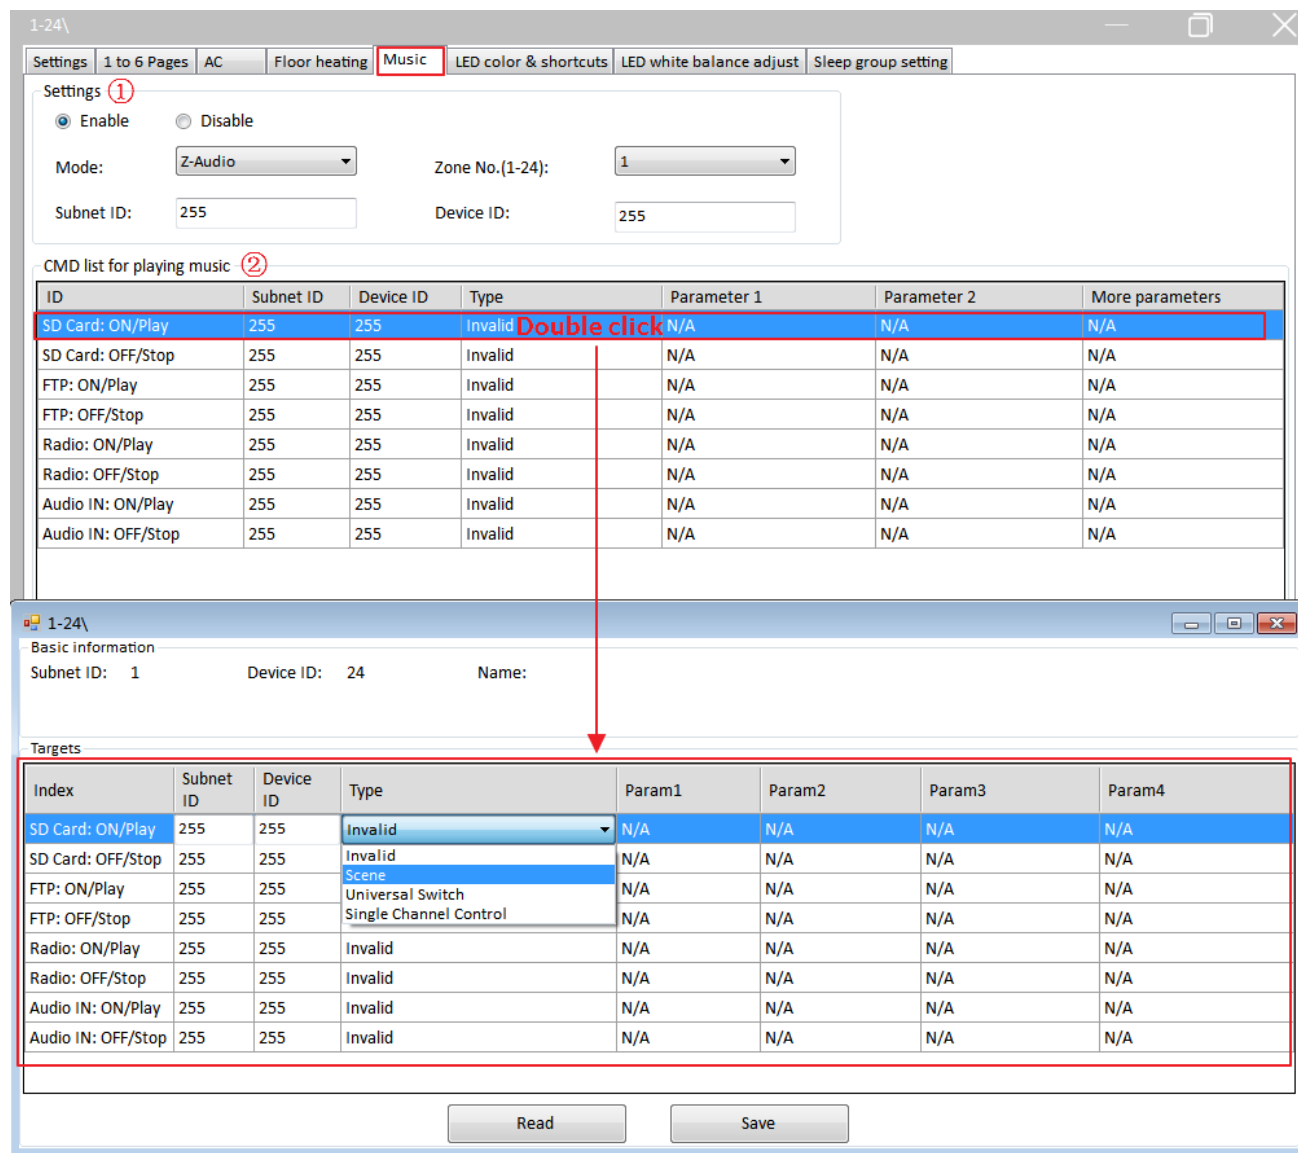 1-24\
Settings 1 to 6 Pages AC Floor heating Music LED color & shortcuts LED white balance adjust Sleep group setting
Settings ①
Enable Disable
Mode: Z-Audio Zone No.(1-24): 1
Subnet ID: 255 Device ID: 255
CMD list for playing music ②
ID Subnet ID Device ID Type Parameter 1 Parameter 2 More parameters
SD Card: ON/Play 255 255 Invalid Double click N/A N/A N/A
SD Card: OFF/Stop 255 255 Invalid N/A N/A N/A
FTP: ON/Play 255 255 Invalid N/A N/A N/A
FTP: OFF/Stop 255 255 Invalid N/A N/A N/A
Radio: ON/Play 255 255 Invalid N/A N/A N/A
Radio: OFF/Stop 255 255 Invalid N/A N/A N/A
Audio IN: ON/Play 255 255 Invalid N/A N/A N/A
Audio IN: OFF/Stop 255 255 Invalid N/A N/A N/A
1-24\
Basic information
Subnet ID: 1 Device ID: 24 Name:
Targets
Index Subnet ID Device ID Type Param1 Param2 Param3 Param4
SD Card: ON/Play 255 255 Invalid N/A N/A N/A N/A
SD Card: OFF/Stop 255 255 Invalid N/A N/A N/A N/A
Scene
FTP: ON/Play 255 255 Universal Switch N/A N/A N/A N/A
FTP: OFF/Stop 255 255 Single Channel Control N/A N/A N/A N/A
Radio: ON/Play 255 255 Invalid N/A N/A N/A N/A
Radio: OFF/Stop 255 255 Invalid N/A N/A N/A N/A
Audio IN: ON/Play 255 255 Invalid N/A N/A N/A N/A
Audio IN: OFF/Stop 255 255 Invalid N/A N/A N/A N/A
Read Save